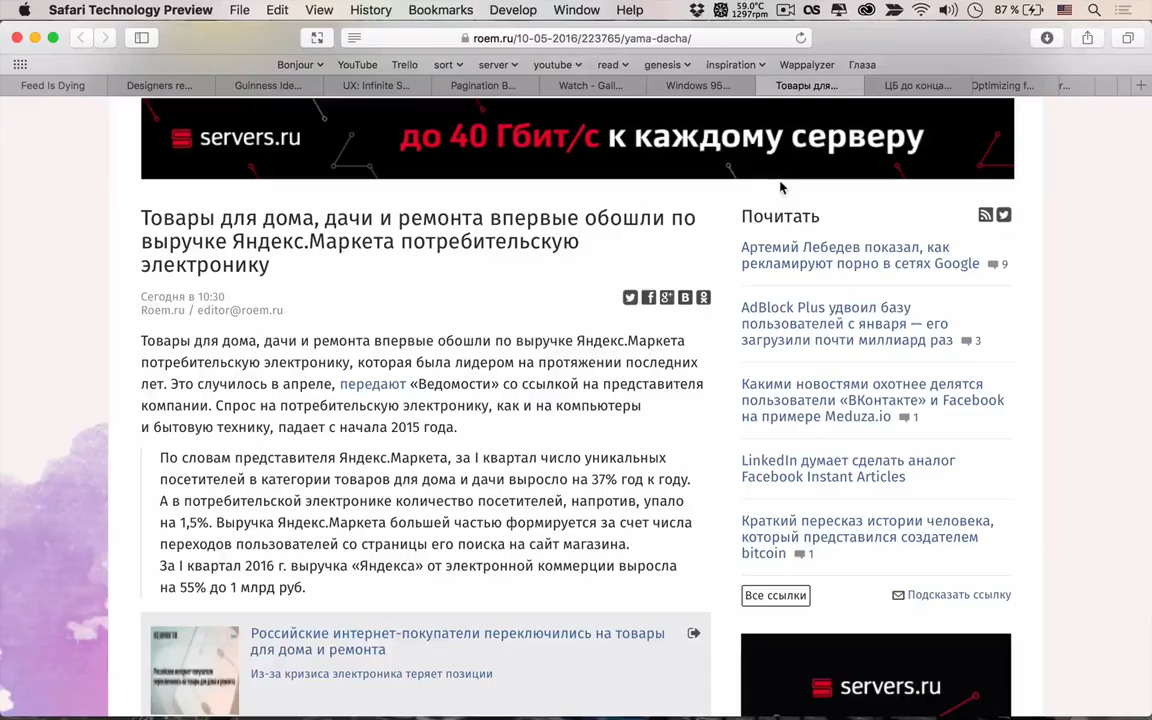 Safari Technology Preview File Edit View History Bookmarks Develop Window Help 59.0°C 1297rpm 87 %
roem.ru/10-05-2016/223765/yama-dacha/
Bonjour YouTube Trello sort server youtube read genesis inspiration Wappalyzer Глаза
Feed Is Dying Designers re... Guinness Ide... UX: Infinite S... Pagination B... Watch - Gall... Windows 95... Товары для... ЦБ до конца... Optimizing f... r...
servers.ru до 40 Гбит/с к каждому серверу
Товары для дома, дачи и ремонта впервые обошли по
выручке Яндекс.Маркета потребительскую
электронику
Сегодня в 10:30
Roem.ru / editor@roem.ru
Товары для дома, дачи и ремонта впервые обошли по выручке Яндекс.Маркета
потребительскую электронику, которая была лидером на протяжении последних
лет. Это случилось в апреле, передают «Ведомости» со ссылкой на представителя
компании. Спрос на потребительскую электронику, как и на компьютеры
и бытовую технику, падает с начала 2015 года.
По словам представителя Яндекс.Маркета, за I квартал число уникальных
посетителей в категории товаров для дома и дачи выросло на 37% год к году.
А в потребительской электронике количество посетителей, напротив, упало
на 1,5%. Выручка Яндекс.Маркета большей частью формируется за счет числа
переходов пользователей со страницы его поиска на сайт магазина.
За I квартал 2016 г. выручка «Яндекса» от электронной коммерции выросла
на 55% до 1 млрд руб.
Российские интернет-покупатели переключились на товары
для дома и ремонта
Из-за кризиса электроника теряет позиции
Почитать
Артемий Лебедев показал, как
рекламируют порно в сетях Google 9
AdBlock Plus удвоил базу
пользователей с января — его
загрузили почти миллиард раз 3
Какими новостями охотнее делятся
пользователи «ВКонтакте» и Facebook
на примере Meduza.io 1
LinkedIn думает сделать аналог
Facebook Instant Articles
Краткий пересказ истории человека,
который представился создателем
bitcoin 1
Все ссылки Подсказать ссылку
servers.ru